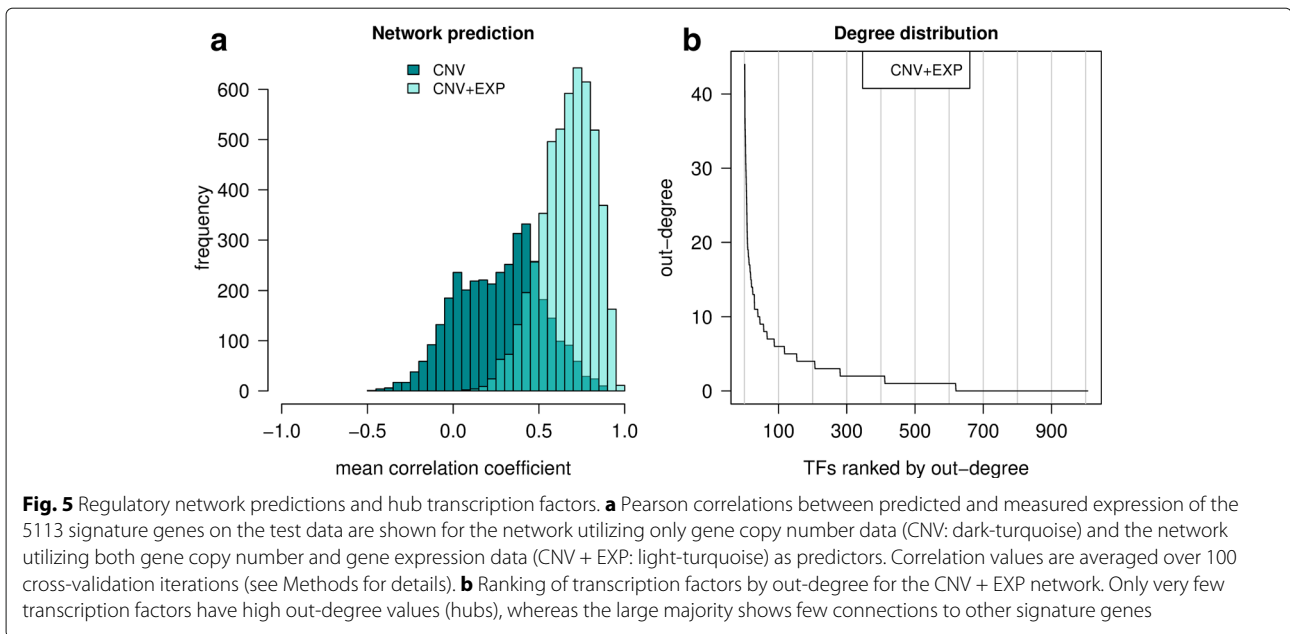 a
Network prediction
CNV
CNV+EXP
frequency
600
500
400
300
200
100
0
−1.0 −0.5 0.0 0.5 1.0
mean correlation coefficient
b
Degree distribution
CNV+EXP
out−degree
40
30
20
10
0
100 300 500 700 900
TFs ranked by out−degree
Fig. 5 Regulatory network predictions and hub transcription factors. a Pearson correlations between predicted and measured expression of the
5113 signature genes on the test data are shown for the network utilizing only gene copy number data (CNV: dark-turquoise) and the network
utilizing both gene copy number and gene expression data (CNV + EXP: light-turquoise) as predictors. Correlation values are averaged over 100
cross-validation iterations (see Methods for details). b Ranking of transcription factors by out-degree for the CNV + EXP network. Only very few
transcription factors have high out-degree values (hubs), whereas the large majority shows few connections to other signature genes